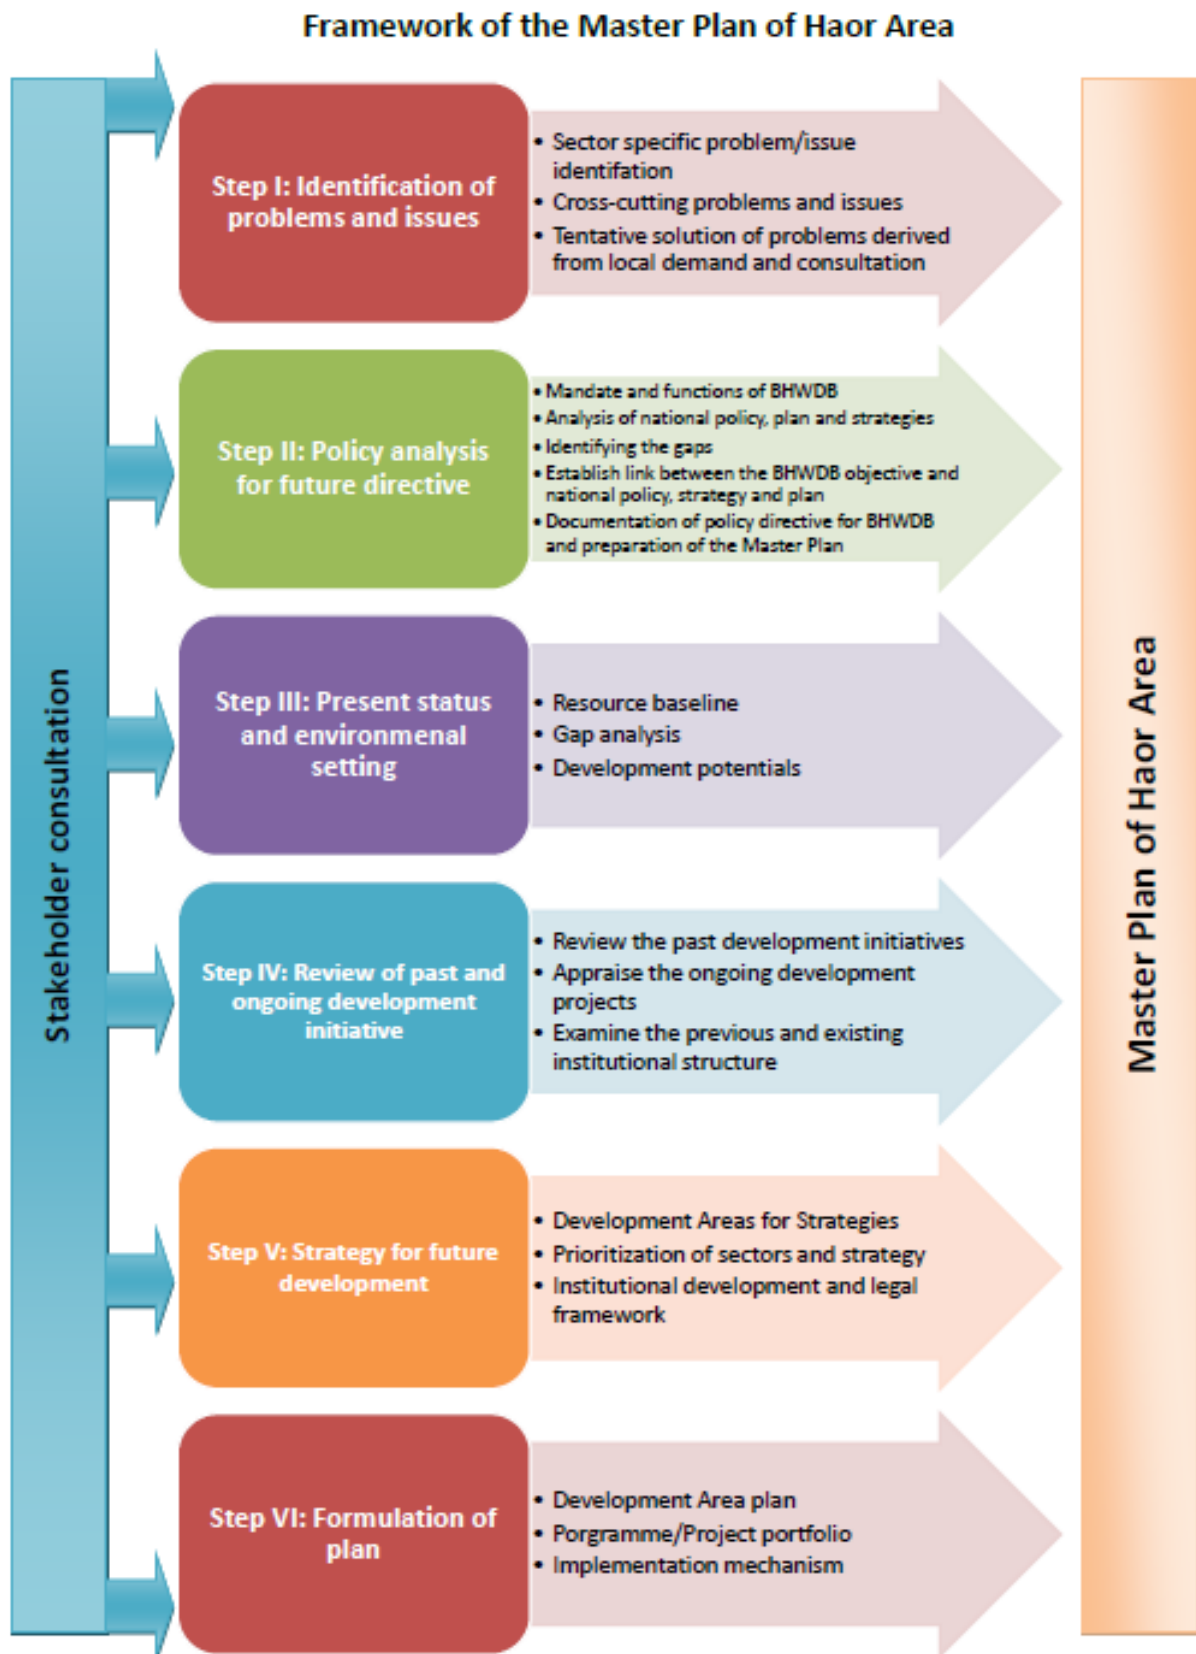 Framework of the Master Plan of Haor Area
Stakeholder consultation
Step I: Identification of
problems and issues
• Sector specific problem/issue
identifation
• Cross-cutting problems and issues
• Tentative solution of problems derived
from local demand and consultation
Step II: Policy analysis
for future directive
• Mandate and functions of BHWDB
• Analysis of national policy, plan and strategies
• Identifying the gaps
• Establish link between the BHWDB objective and
national policy, strategy and plan
• Documentation of policy directive for BHWDB
and preparation of the Master Plan
Step III: Present status
and environmenal
setting
• Resource baseline
• Gap analysis
• Development potentials
Step IV: Review of past and
ongoing development
initiative
• Review the past development initiatives
• Appraise the ongoing development
projects
• Examine the previous and existing
institutional structure
Step V: Strategy for future
development
• Development Areas for Strategies
• Prioritization of sectors and strategy
• Institutional development and legal
framework
Step VI: Formulation of
plan
• Development Area plan
• Porgramme/Project portfolio
• Implementation mechanism
Master Plan of Haor Area